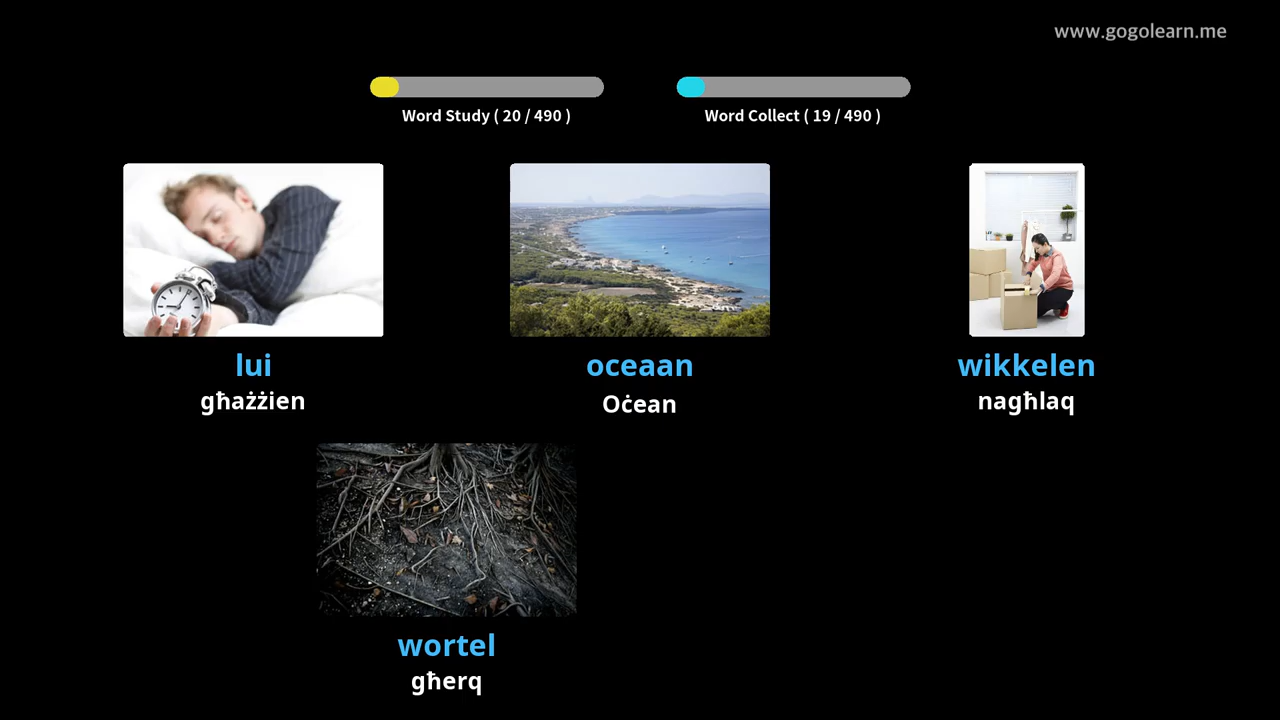 www.gogolearn.me
Word Study ( 20 / 490 )
Word Collect ( 19 / 490 )
lui
għażżien
oceaan
Oċean
wikkelen
nagħlaq
wortel
għerq